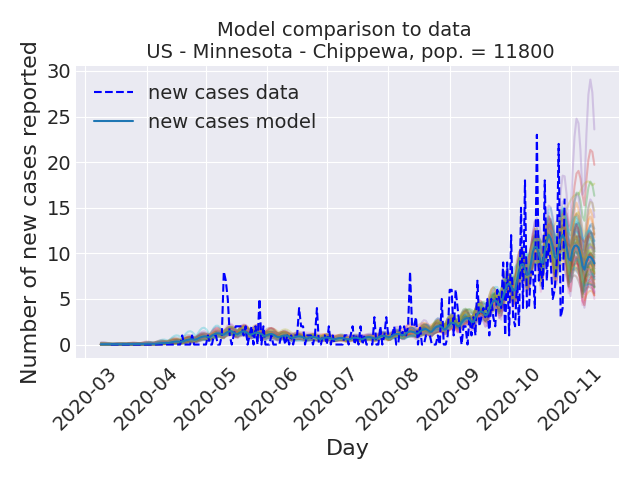 Model comparison to data
US - Minnesota - Chippewa, pop. = 11800
Number of new cases reported
30
25
20
15
10
5
0
new cases data
new cases model
2020-03
2020-04
2020-05
2020-06
2020-07
2020-08
2020-09
2020-10
2020-11
Day